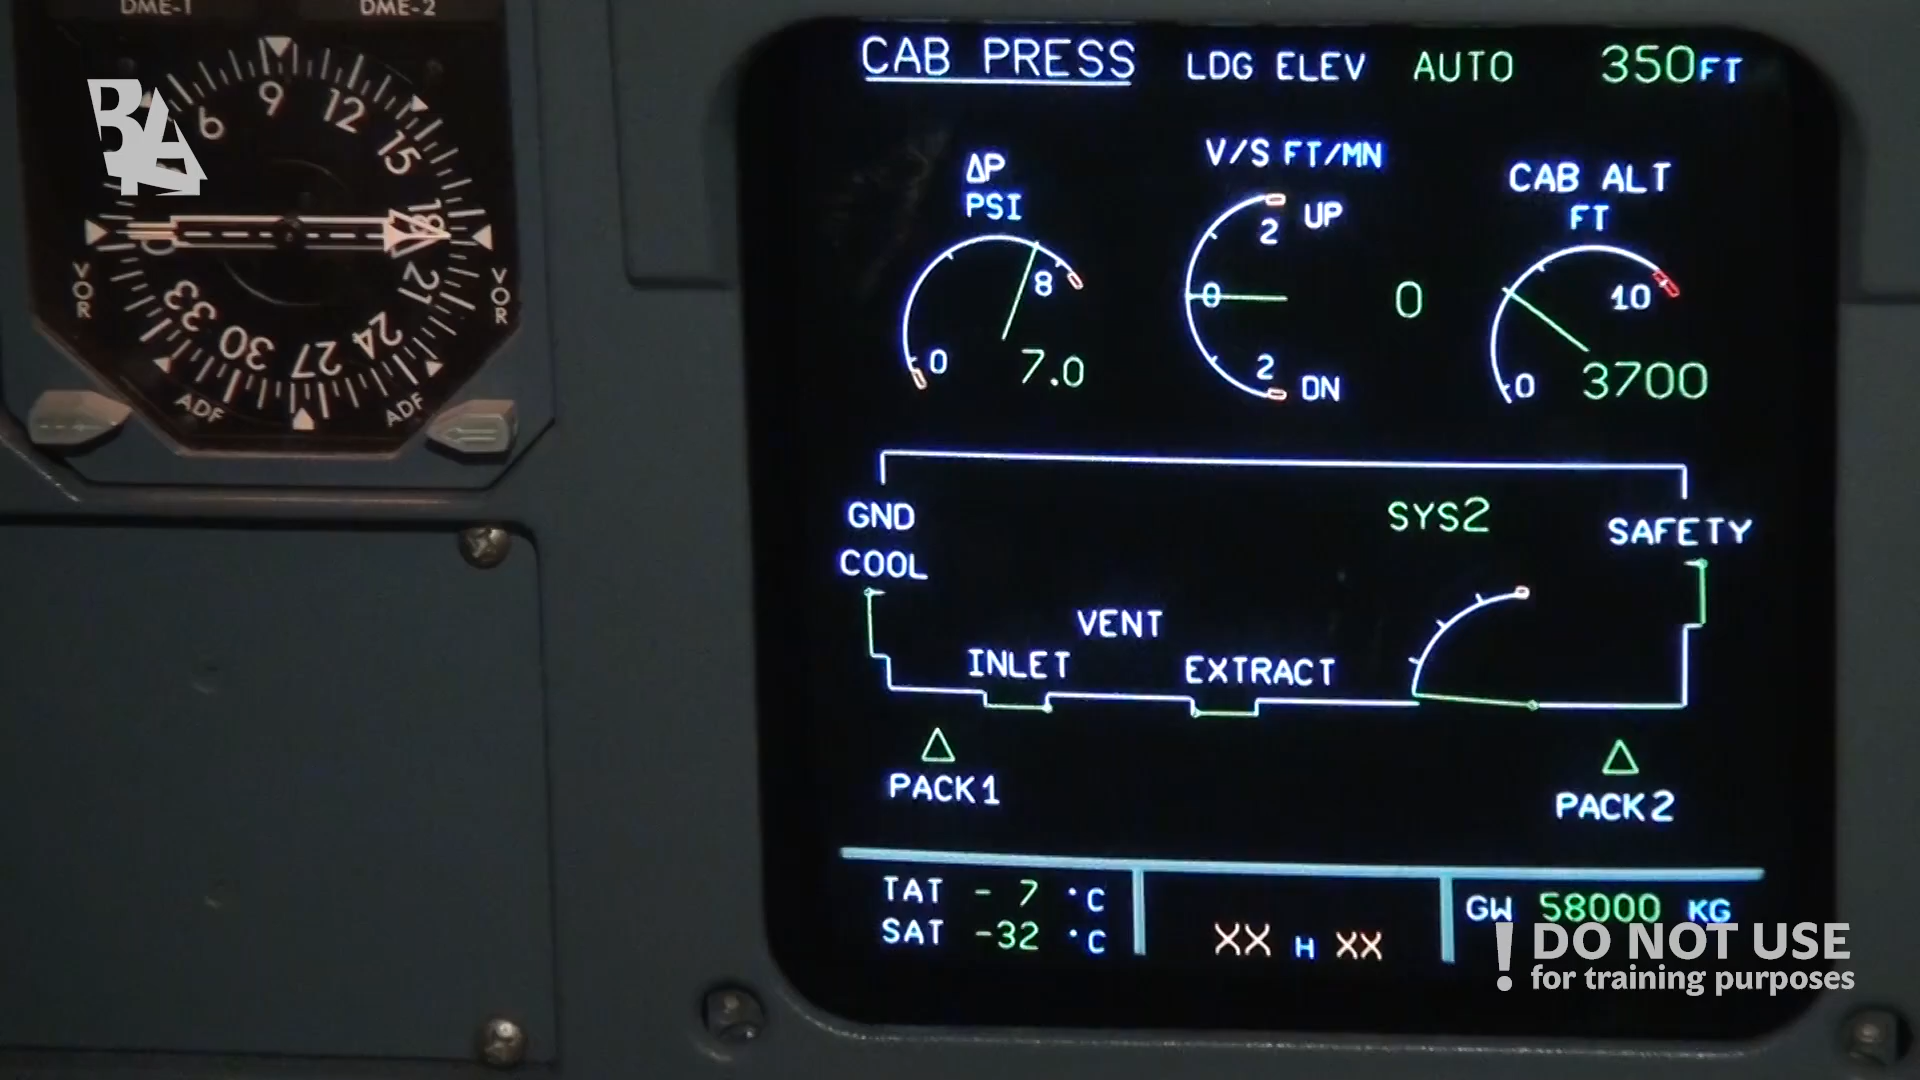 DME-1 DME-2
BAA
6 9 12 15 18 21 24 27 30 33 0
VOR VOR
ADF ADF
CAB PRESS LDG ELEV AUTO 350FT
ΔP
PSI
8
0
7.0
V/S FT/MN
2 UP
0
0
2 DN
CAB ALT
FT
10
0
3700
GND
COOL
SYS2
SAFETY
VENT
INLET
EXTRACT
PACK1
PACK2
TAT - 7 °C
SAT -32 °C
XX H XX
GW 58000 KG
! DO NOT USE
for training purposes